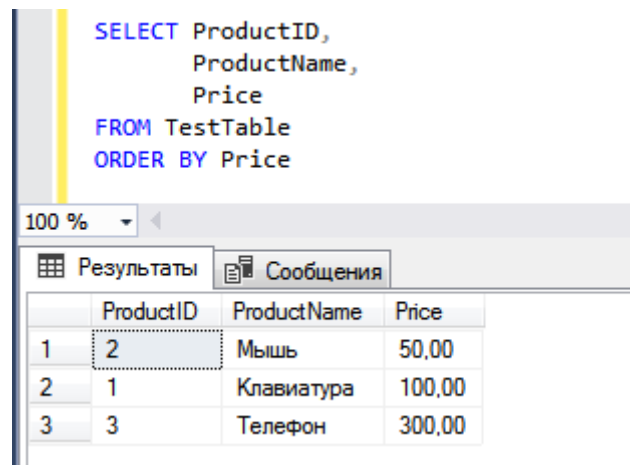 SELECT ProductID,
ProductName,
Price
FROM TestTable
ORDER BY Price
100 %
Результаты Сообщения
ProductID ProductName Price
1 2 Мышь 50,00
2 1 Клавиатура 100,00
3 3 Телефон 300,00